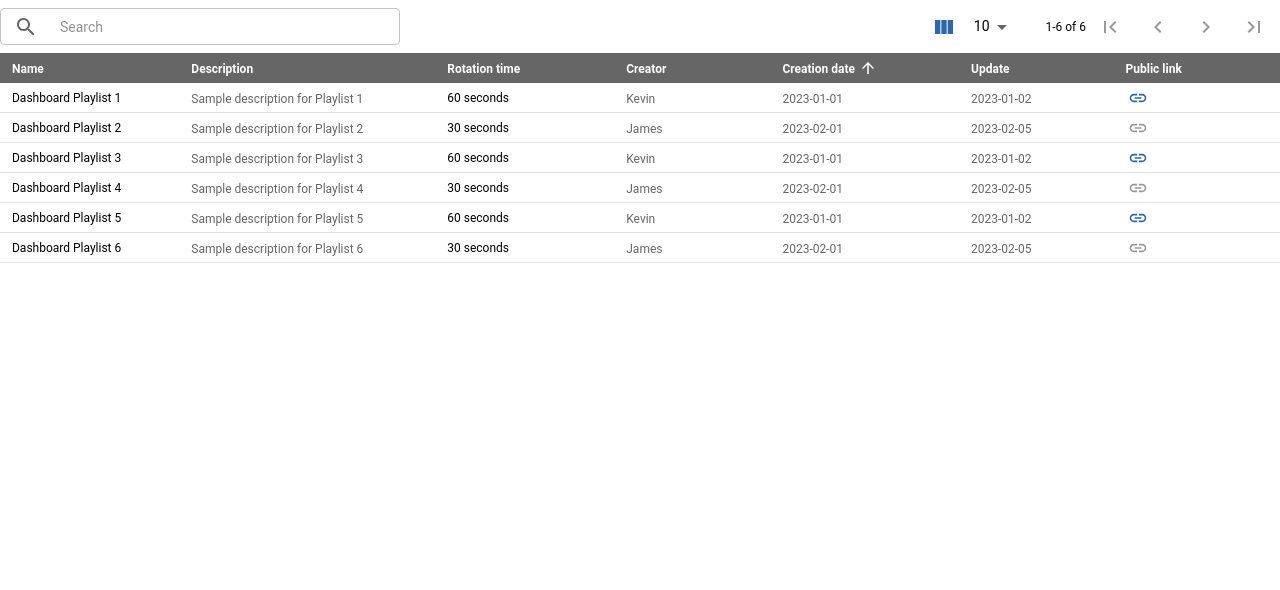 Search 10 1-6 of 6
Name Description Rotation time Creator Creation date Update Public link
Dashboard Playlist 1 Sample description for Playlist 1 60 seconds Kevin 2023-01-01 2023-01-02
Dashboard Playlist 2 Sample description for Playlist 2 30 seconds James 2023-02-01 2023-02-05
Dashboard Playlist 3 Sample description for Playlist 3 60 seconds Kevin 2023-01-01 2023-01-02
Dashboard Playlist 4 Sample description for Playlist 4 30 seconds James 2023-02-01 2023-02-05
Dashboard Playlist 5 Sample description for Playlist 5 60 seconds Kevin 2023-01-01 2023-01-02
Dashboard Playlist 6 Sample description for Playlist 6 30 seconds James 2023-02-01 2023-02-05